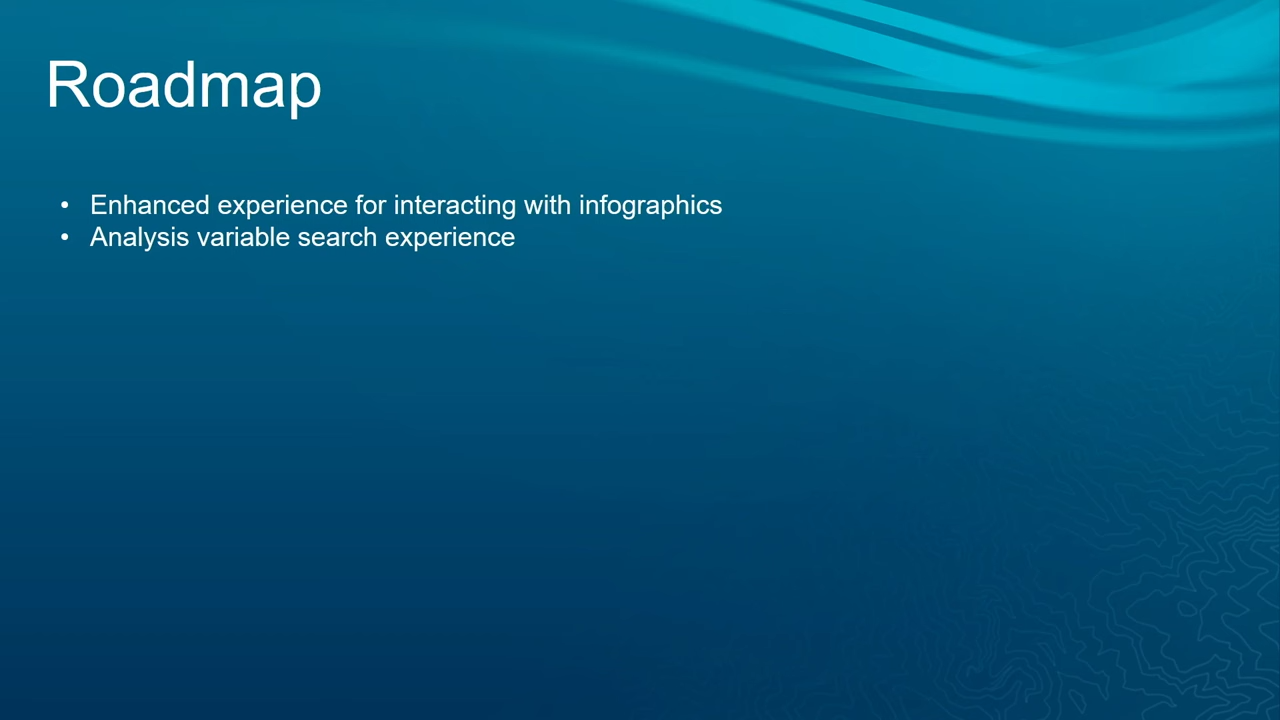 Roadmap
• Enhanced experience for interacting with infographics
• Analysis variable search experience